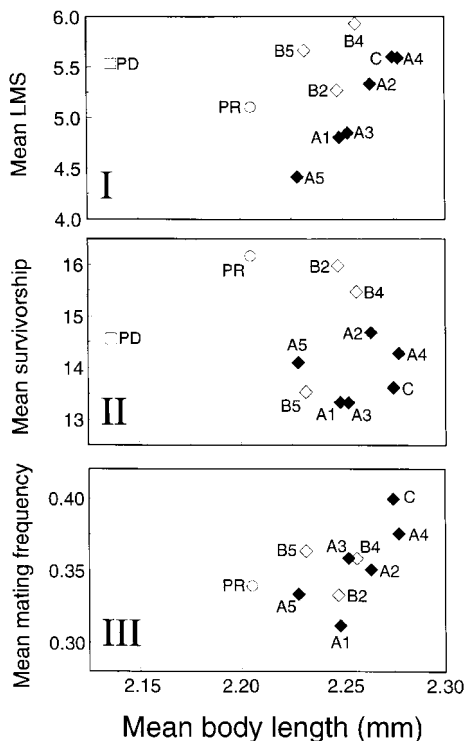 Mean LMS
6.0
5.5
5.0
4.5
4.0
PD
PR
B5
B4
B2
C
A4
A2
A1
A3
A5
I
Mean survivorship
16
15
14
13
PR
B2
B4
PD
A5
A2
A4
B5
C
A1
A3
II
Mean mating frequency
0.40
0.35
0.30
C
A4
B5
A3
B4
A2
PR
A5
B2
A1
III
2.15
2.20
2.25
2.30
Mean body length (mm)